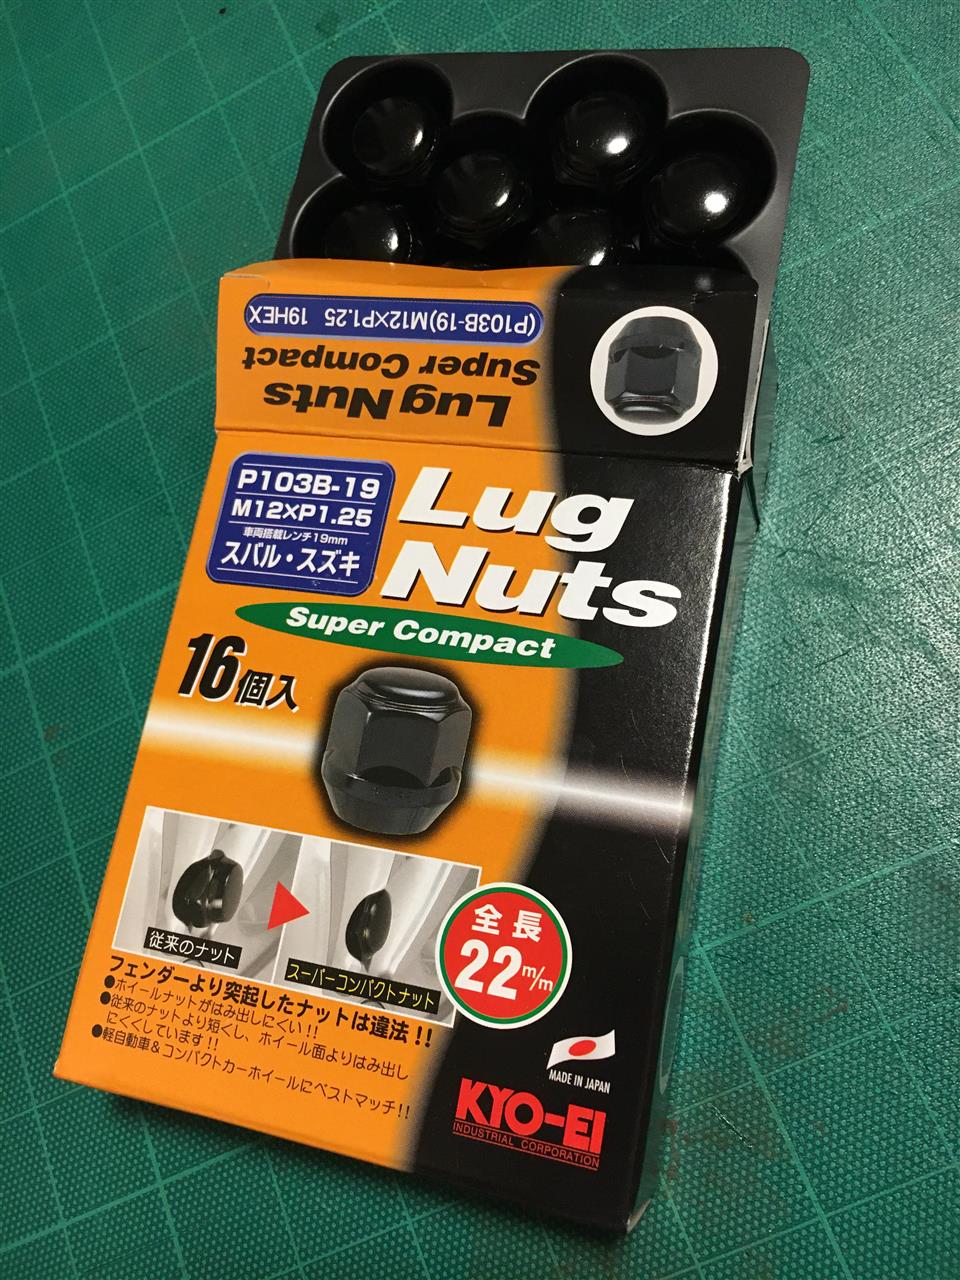 (P103B-19)M12×P1.25 19HEX
Super Compact
Lug Nuts
P103B-19
M12×P1.25
車両搭載レンチ19mm
スバル・スズキ
Lug
Nuts
Super Compact
16個入
従来のナット
スーパーコンパクトナット
全長
22m/m
フェンダーより突起したナットは違法!!
●ホイールナットがはみ出しにくい!!
●従来のナットより短くし、ホイール面よりはみ出し
にくくしています!!
●軽自動車&コンパクトカーホイールにベストマッチ!!
MADE IN JAPAN
KYO-EI
INDUSTRIAL CORPORATION